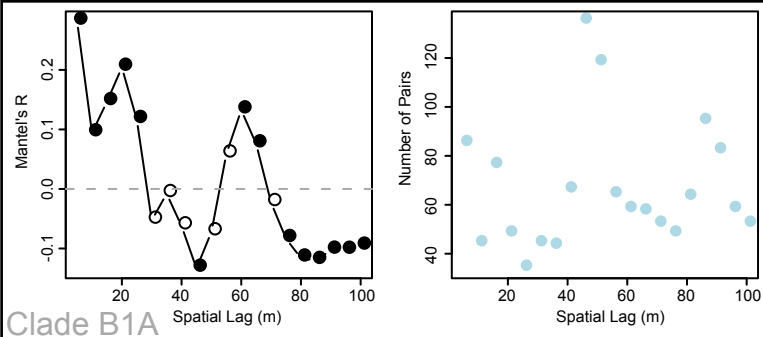 Mantel's R
-0.1
0.0
0.1
0.2
20 40 60 80 100
Spatial Lag (m)
Number of Pairs
40
60
80
100
120
20 40 60 80 100
Spatial Lag (m)
Clade B1A